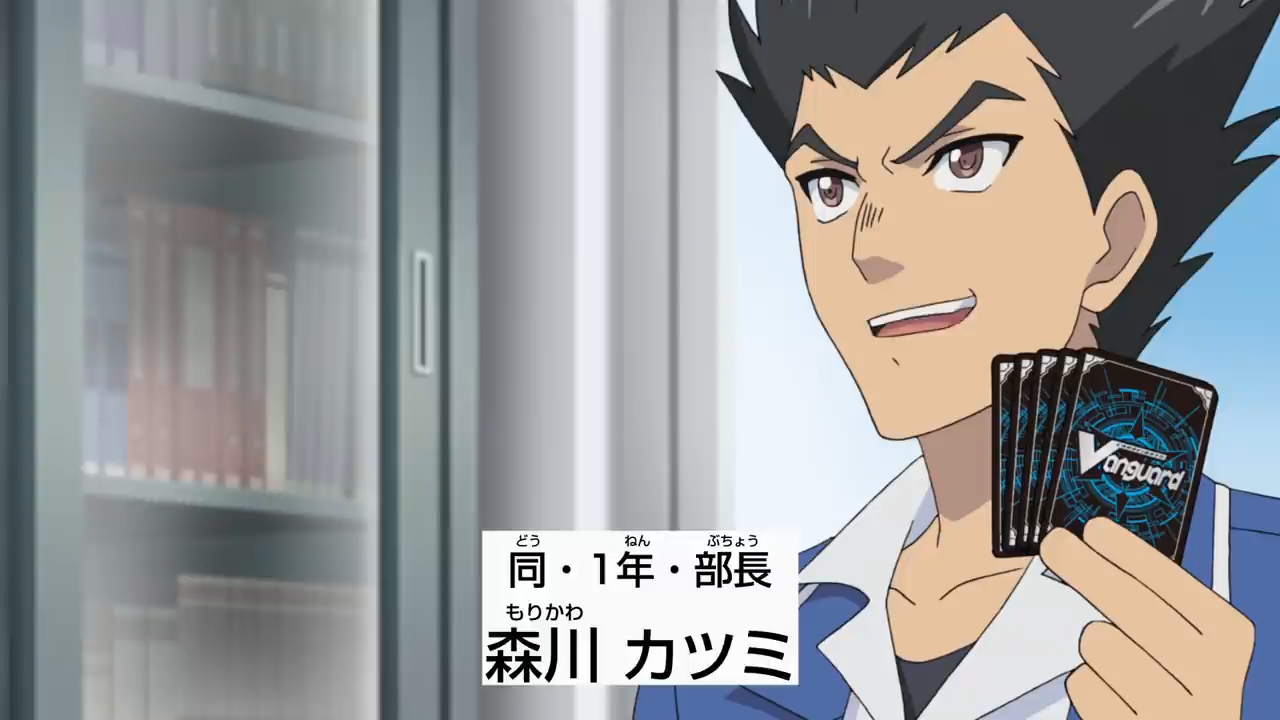 Vanguard
どう ねん ぶちょう
同・1年・部長
もりかわ
森川 カツミ